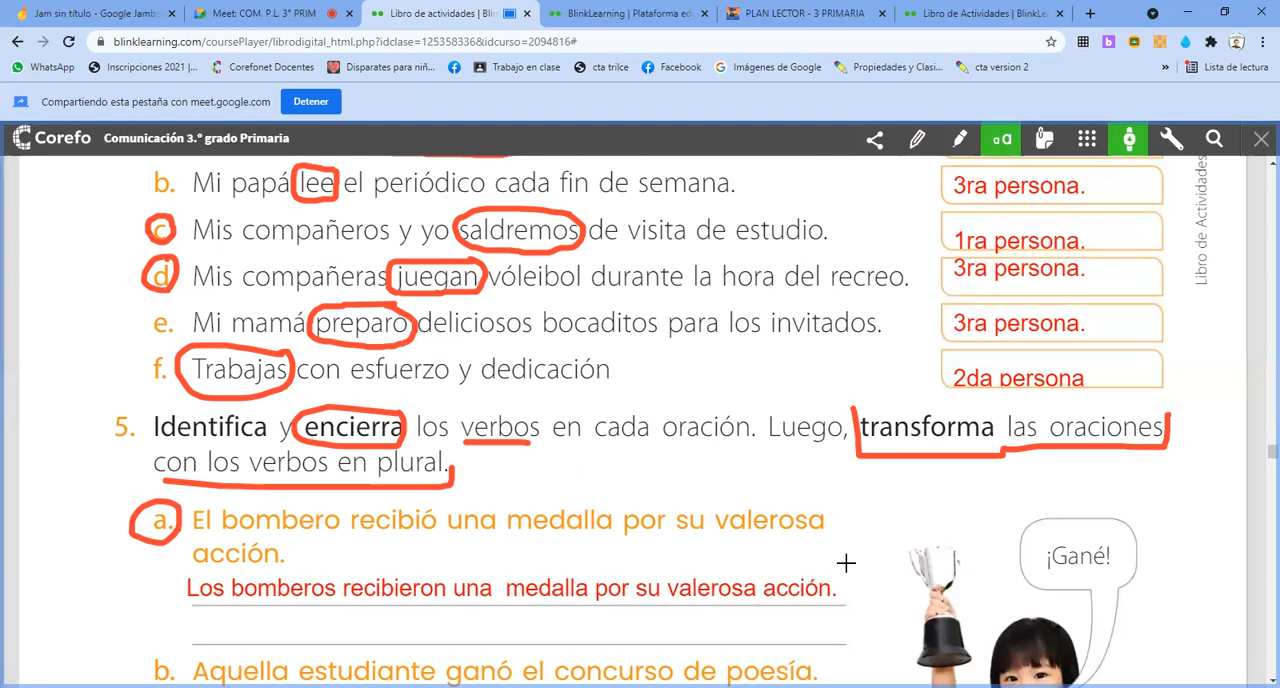 Jam sin título - Google Jambo
Meet: COM. P.L. 3° PRIM
Libro de actividades | Blin
BlinkLearning | Plataforma ed
PLAN LECTOR - 3 PRIMARIA
Libro de Actividades | BlinkLe
blinklearning.com/coursePlayer/librodigital_html.php?idclase=125358336&idcurso=2094816#
WhatsApp
Inscripciones 2021 |...
Corefonet Docentes
Disparates para niñ...
Trabajo en clase
cta trilce
Facebook
Imágenes de Google
Propiedades y Clasi...
cta version 2
»
Lista de lectura
Compartiendo esta pestaña con meet.google.com
Detener
Corefo
Comunicación 3.º grado Primaria
aa
b. Mi papá lee el periódico cada fin de semana.
3ra persona.
c Mis compañeros y yo saldremos de visita de estudio.
1ra persona.
d Mis compañeras juegan vóleibol durante la hora del recreo.
3ra persona.
e. Mi mamá preparo deliciosos bocaditos para los invitados.
3ra persona.
f. Trabajas con esfuerzo y dedicación
2da persona
Libro de Actividades
5. Identifica y encierra los verbos en cada oración. Luego, transforma las oraciones
con los verbos en plural.
a. El bombero recibió una medalla por su valerosa
acción.
Los bomberos recibieron una medalla por su valerosa acción.
¡Gané!
b. Aquella estudiante ganó el concurso de poesía.